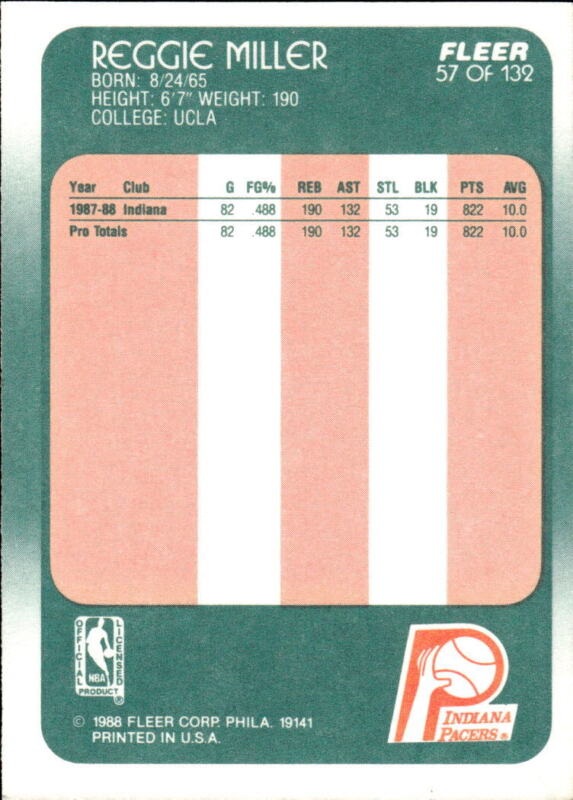 REGGIE MILLER
BORN: 8/24/65
HEIGHT: 6'7" WEIGHT: 190
COLLEGE: UCLA
FLEER
57 OF 132
Year Club G FG% REB AST STL BLK PTS AVG
1987-88 Indiana 82 .488 190 132 53 19 822 10.0
Pro Totals 82 .488 190 132 53 19 822 10.0
OFFICIAL
LICENSED
NBA
PRODUCT ®
© 1988 FLEER CORP. PHILA. 19141
PRINTED IN U.S.A.
INDIANA
PACERS ®